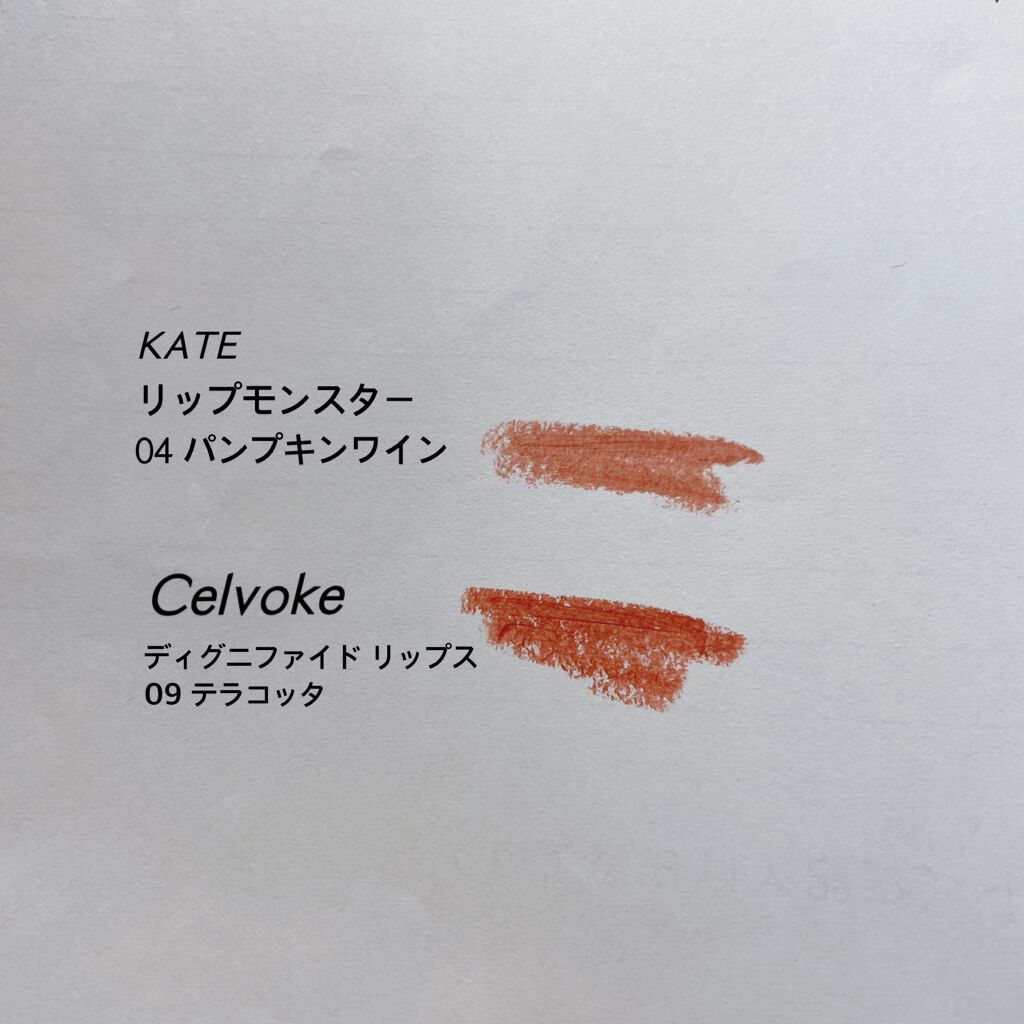 KATE
リップモンスター
04 パンプキンワイン
Celvoke
ディグニファイド リップス
09 テラコッタ